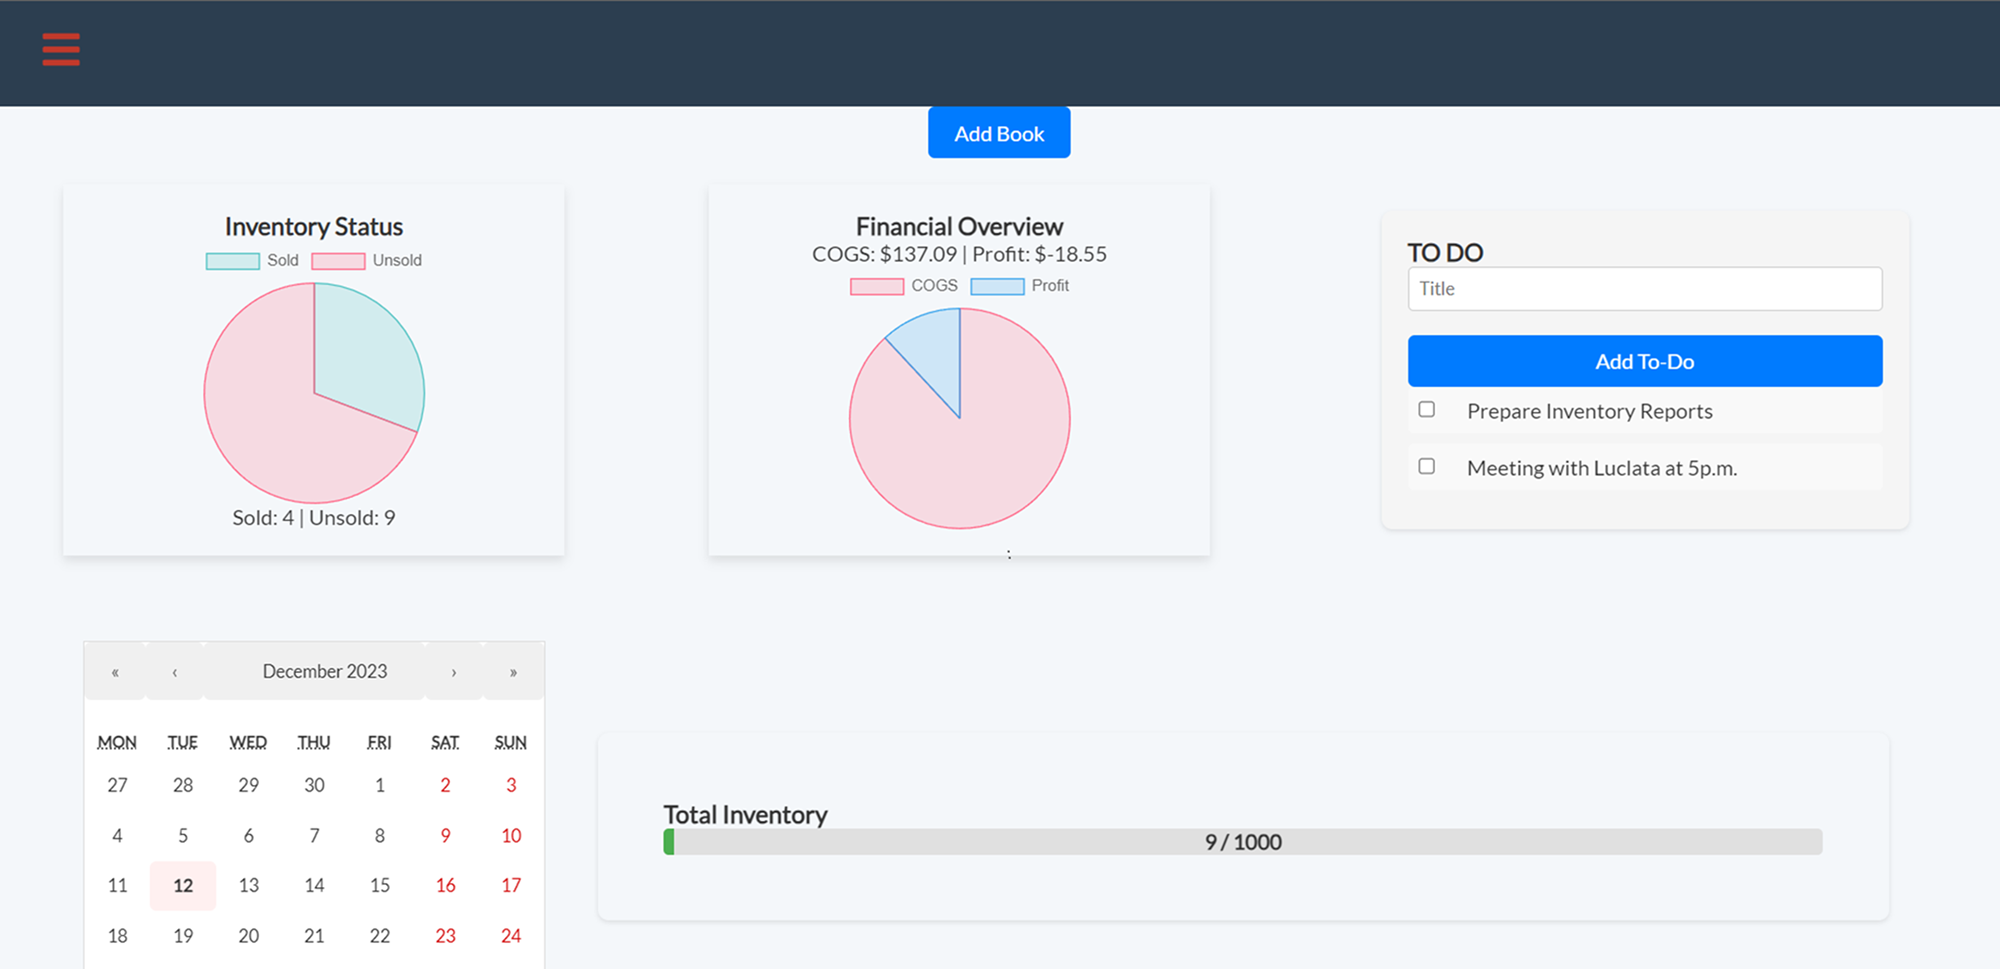 Add Book
Inventory Status
Sold Unsold
Sold: 4 | Unsold: 9
Financial Overview
COGS: $137.09 | Profit: $-18.55
COGS Profit
:
TO DO
Title
Add To-Do
Prepare Inventory Reports
Meeting with Luclata at 5p.m.
« ‹ December 2023 › »
MON TUE WED THU FRI SAT SUN
27 28 29 30 1 2 3
4 5 6 7 8 9 10
11 12 13 14 15 16 17
18 19 20 21 22 23 24
Total Inventory
9 / 1000